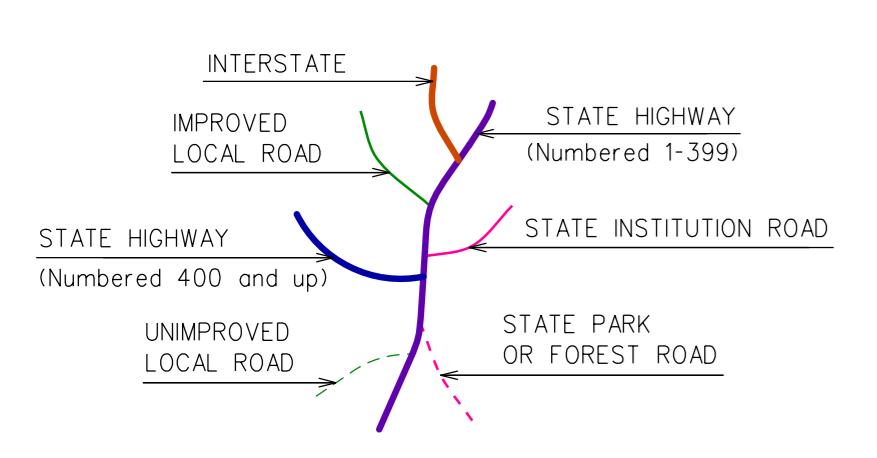 INTERSTATE
STATE HIGHWAY
(Numbered 1-399)
IMPROVED
LOCAL ROAD
STATE INSTITUTION ROAD
STATE HIGHWAY
(Numbered 400 and up)
UNIMPROVED
LOCAL ROAD
STATE PARK
OR FOREST ROAD